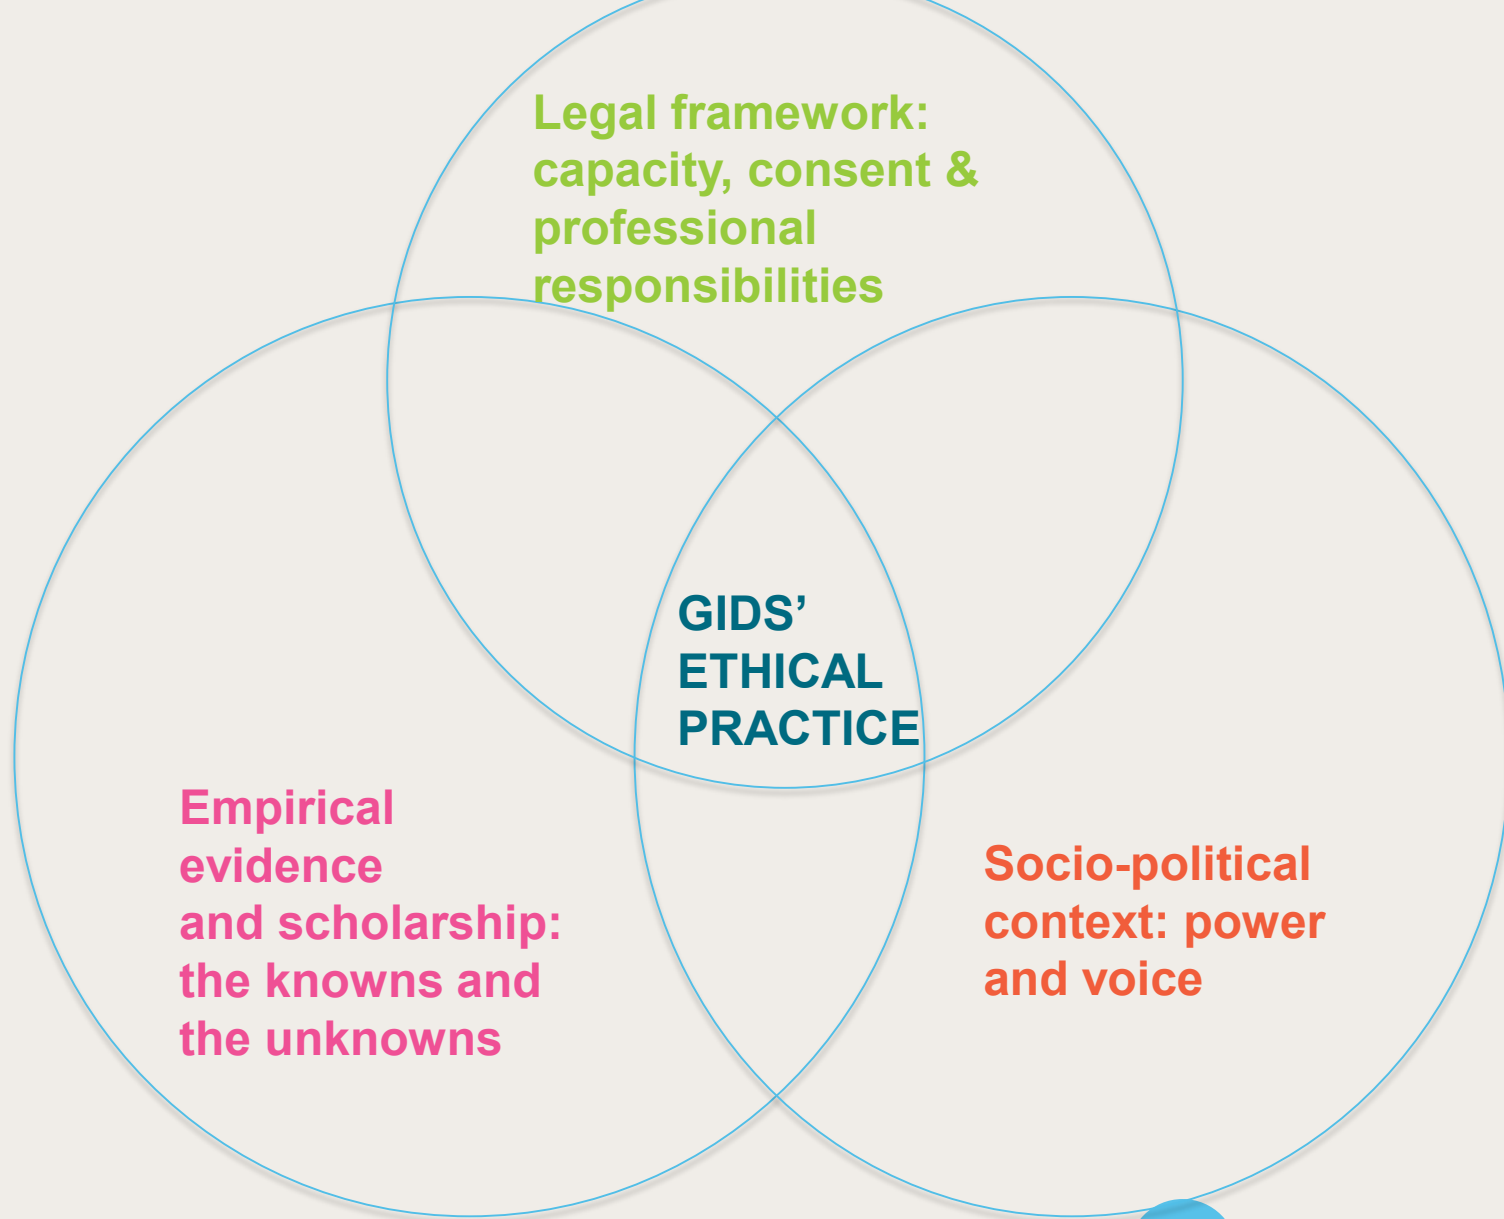 Legal framework:
capacity, consent &
professional
responsibilities
GIDS’
ETHICAL
PRACTICE
Empirical
evidence
and scholarship:
the knowns and
the unknowns
Socio-political
context: power
and voice